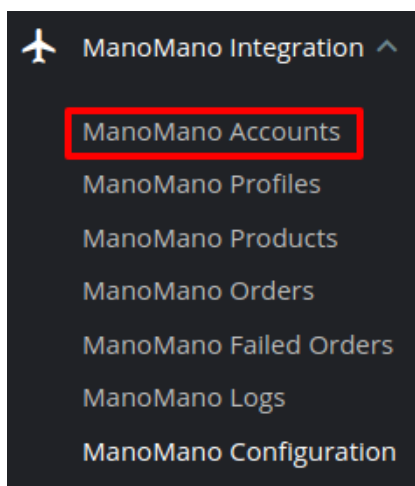 ManoMano Integration
ManoMano Accounts
ManoMano Profiles
ManoMano Products
ManoMano Orders
ManoMano Failed Orders
ManoMano Logs
ManoMano Configuration